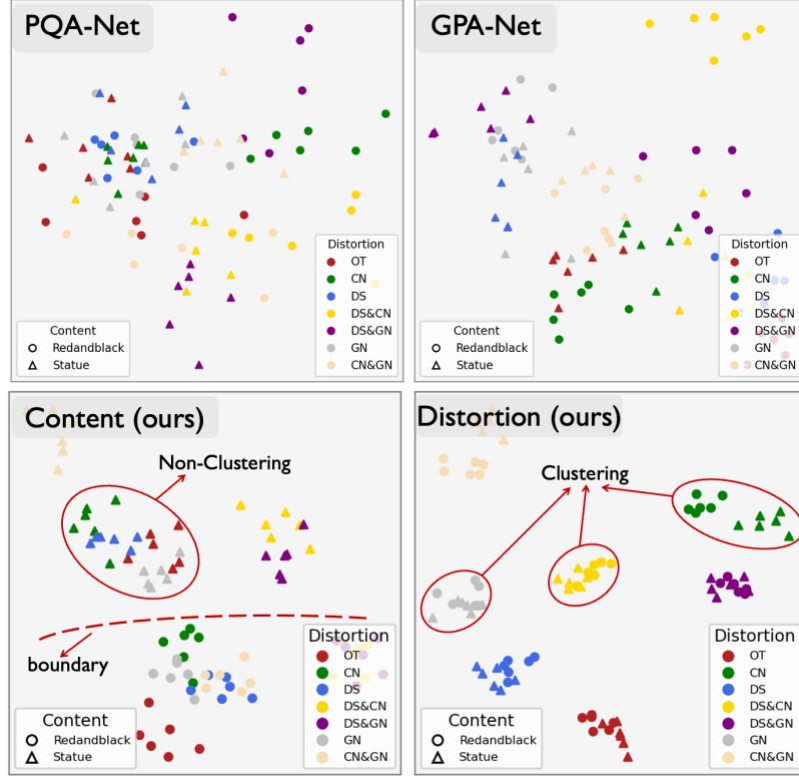 PQA-Net
Distortion
OT
CN
DS
DS&CN
DS&GN
GN
CN&GN
Content
Redandblack
Statue
GPA-Net
Distortion
OT
CN
DS
DS&CN
DS&GN
GN
CN&GN
Content
Redandblack
Statue
Content (ours)
Non-Clustering
boundary
Distortion
OT
CN
DS
DS&CN
DS&GN
GN
CN&GN
Content
Redandblack
Statue
Distortion (ours)
Clustering
Distortion
OT
CN
DS
DS&CN
DS&GN
GN
CN&GN
Content
Redandblack
Statue